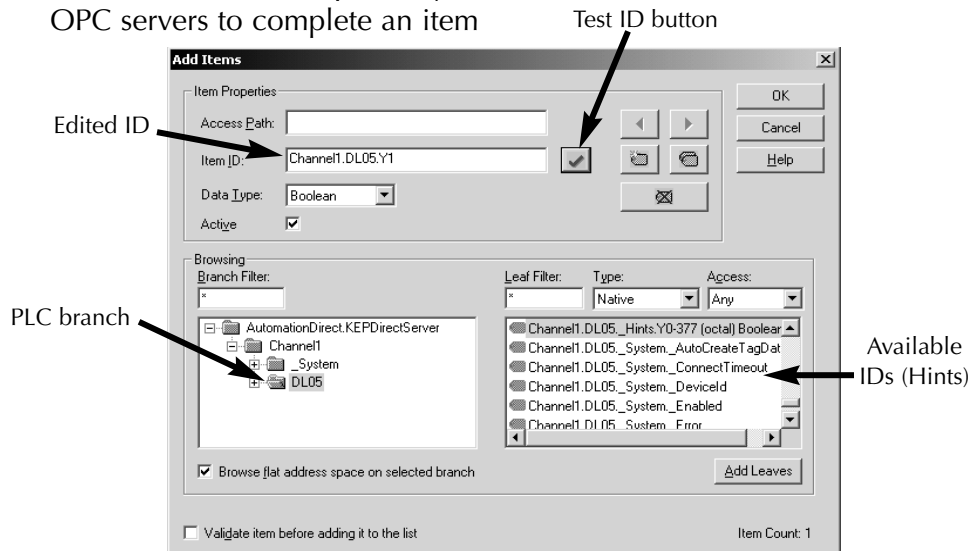 OPC servers to complete an item
Test ID button
Add Items
Item Properties
OK
Access Path:
Cancel
Edited ID
Item ID: Channel1.DL05.Y1
Help
Data Type: Boolean
Active
Browsing
Branch Filter:
Leaf Filter: Type: Access:
*
* Native Any
PLC branch
AutomationDirect.KEPDirectServer
Channel1
_System
DL05
Channel1.DL05._Hints.Y0-377 (octal) Boolear
Channel1.DL05._System._AutoCreateTagDat
Channel1.DL05._System._ConnectTimeout
Channel1.DL05._System._DeviceId
Channel1.DL05._System._Enabled
Channel1.DL05._System._Error
Available
IDs (Hints)
Browse flat address space on selected branch
Add Leaves
Validate item before adding it to the list
Item Count: 1